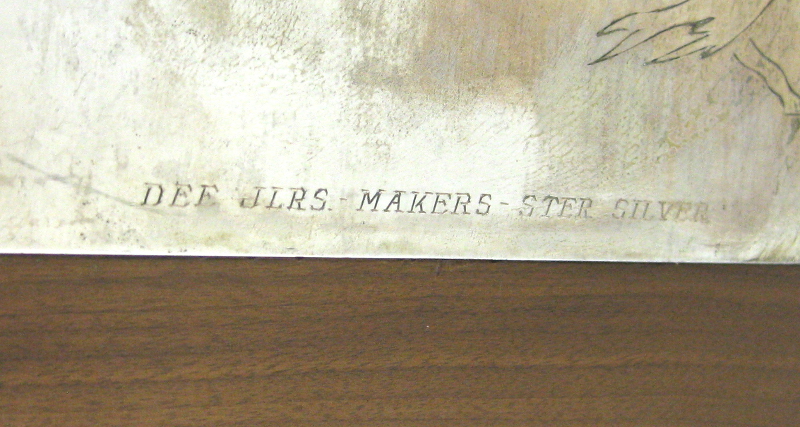 DEE JLRS. - MAKERS - STER SILVER